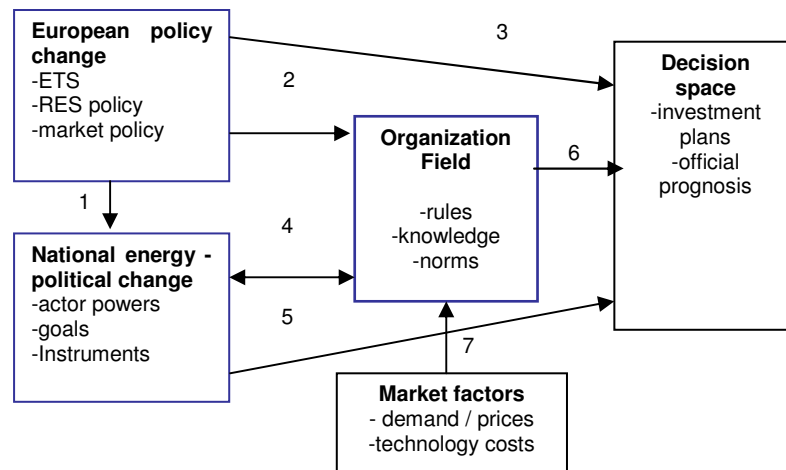 European policy
change
-ETS
-RES policy
-market policy
3
2
Decision
space
-investment
plans
-official
prognosis
Organization
Field
-rules
-knowledge
-norms
6
1
4
National energy -
political change
-actor powers
-goals
-Instruments
5
7
Market factors
- demand / prices
-technology costs